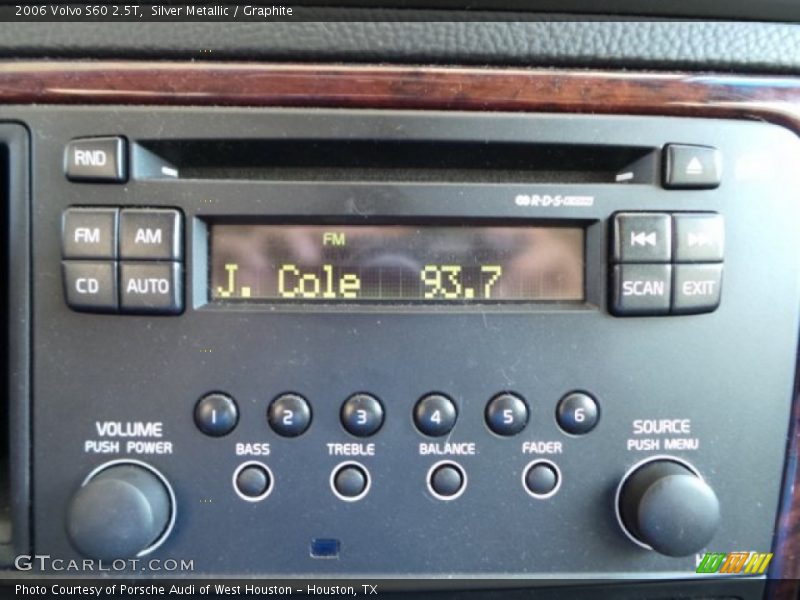 2006 Volvo S60 2.5T, Silver Metallic / Graphite
RND
R·D·S
FM AM
FM
SCAN EXIT
CD AUTO
J. Cole 93.7
1 2 3 4 5 6
VOLUME
PUSH POWER
BASS TREBLE BALANCE FADER
SOURCE
PUSH MENU
GTCARLOT.COM
Photo Courtesy of Porsche Audi of West Houston - Houston, TX